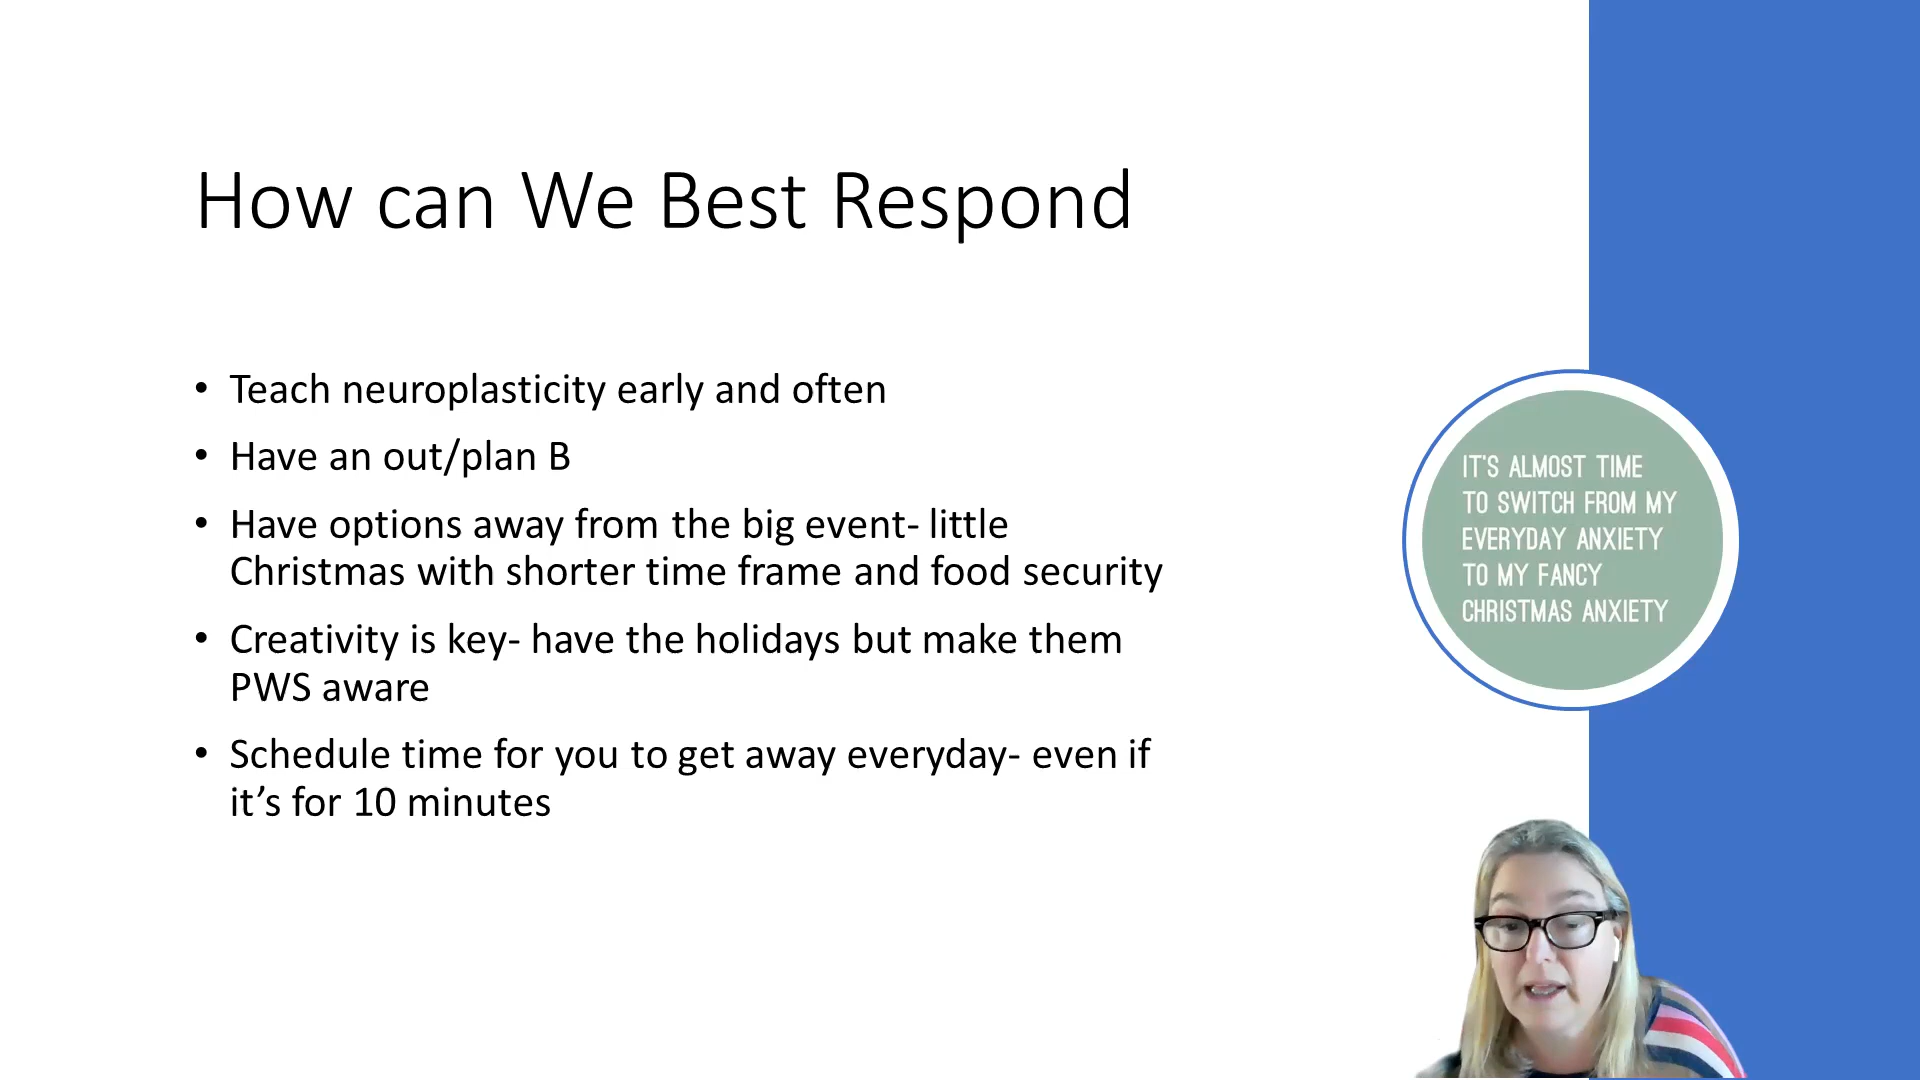 How can We Best Respond
• Teach neuroplasticity early and often
• Have an out/plan B
• Have options away from the big event- little
Christmas with shorter time frame and food security
• Creativity is key- have the holidays but make them
PWS aware
• Schedule time for you to get away everyday- even if
it’s for 10 minutes
IT'S ALMOST TIME
TO SWITCH FROM MY
EVERYDAY ANXIETY
TO MY FANCY
CHRISTMAS ANXIETY